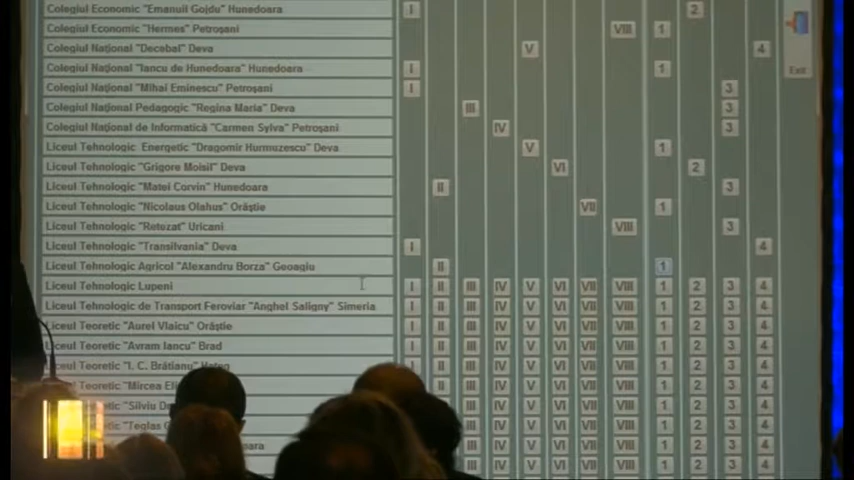 Colegiul Economic "Emanuil Gojdu" Hunedoara I 2
Colegiul Economic "Hermes" Petroşani VIII 1
Colegiul Naţional "Decebal" Deva V 4
Colegiul Naţional "Iancu de Hunedoara" Hunedoara I 1
Colegiul Naţional "Mihai Eminescu" Petroşani I 3
Colegiul Naţional Pedagogic "Regina Maria" Deva III 3
Colegiul Naţional de Informatică "Carmen Sylva" Petroşani IV 3
Liceul Tehnologic Energetic "Dragomir Hurmuzescu" Deva V 1
Liceul Tehnologic "Grigore Moisil" Deva VI 2
Liceul Tehnologic "Matei Corvin" Hunedoara II 3
Liceul Tehnologic "Nicolaus Olahus" Orăştie VII 1
Liceul Tehnologic "Retezat" Uricani VIII 3
Liceul Tehnologic "Transilvania" Deva I 4
Liceul Tehnologic Agricol "Alexandru Borza" Geoagiu II 1
Liceul Tehnologic Lupeni I II III IV V VI VII VIII 1 2 3 4
Liceul Tehnologic de Transport Feroviar "Anghel Saligny" Simeria I II III IV V VI VII VIII 1 2 3 4
Liceul Teoretic "Aurel Vlaicu" Orăştie I II III IV V VI VII VIII 1 2 3 4
Liceul Teoretic "Avram Iancu" Brad I II III IV V VI VII VIII 1 2 3 4
Liceul Teoretic "I. C. Brătianu" Haţeg I II III IV V VI VII VIII 1 2 3 4
Teoretic "Mircea II III IV V VI VII VIII 1 2 3 4
Teoretic "Silviu III IV V VI VII VIII 1 2 3 4
Teoretic III IV V VI VII VIII 1 2 3 4
III IV V VI VII VIII 1 2 3 4
III IV V VI VII VIII 1 2 3 4
Exit